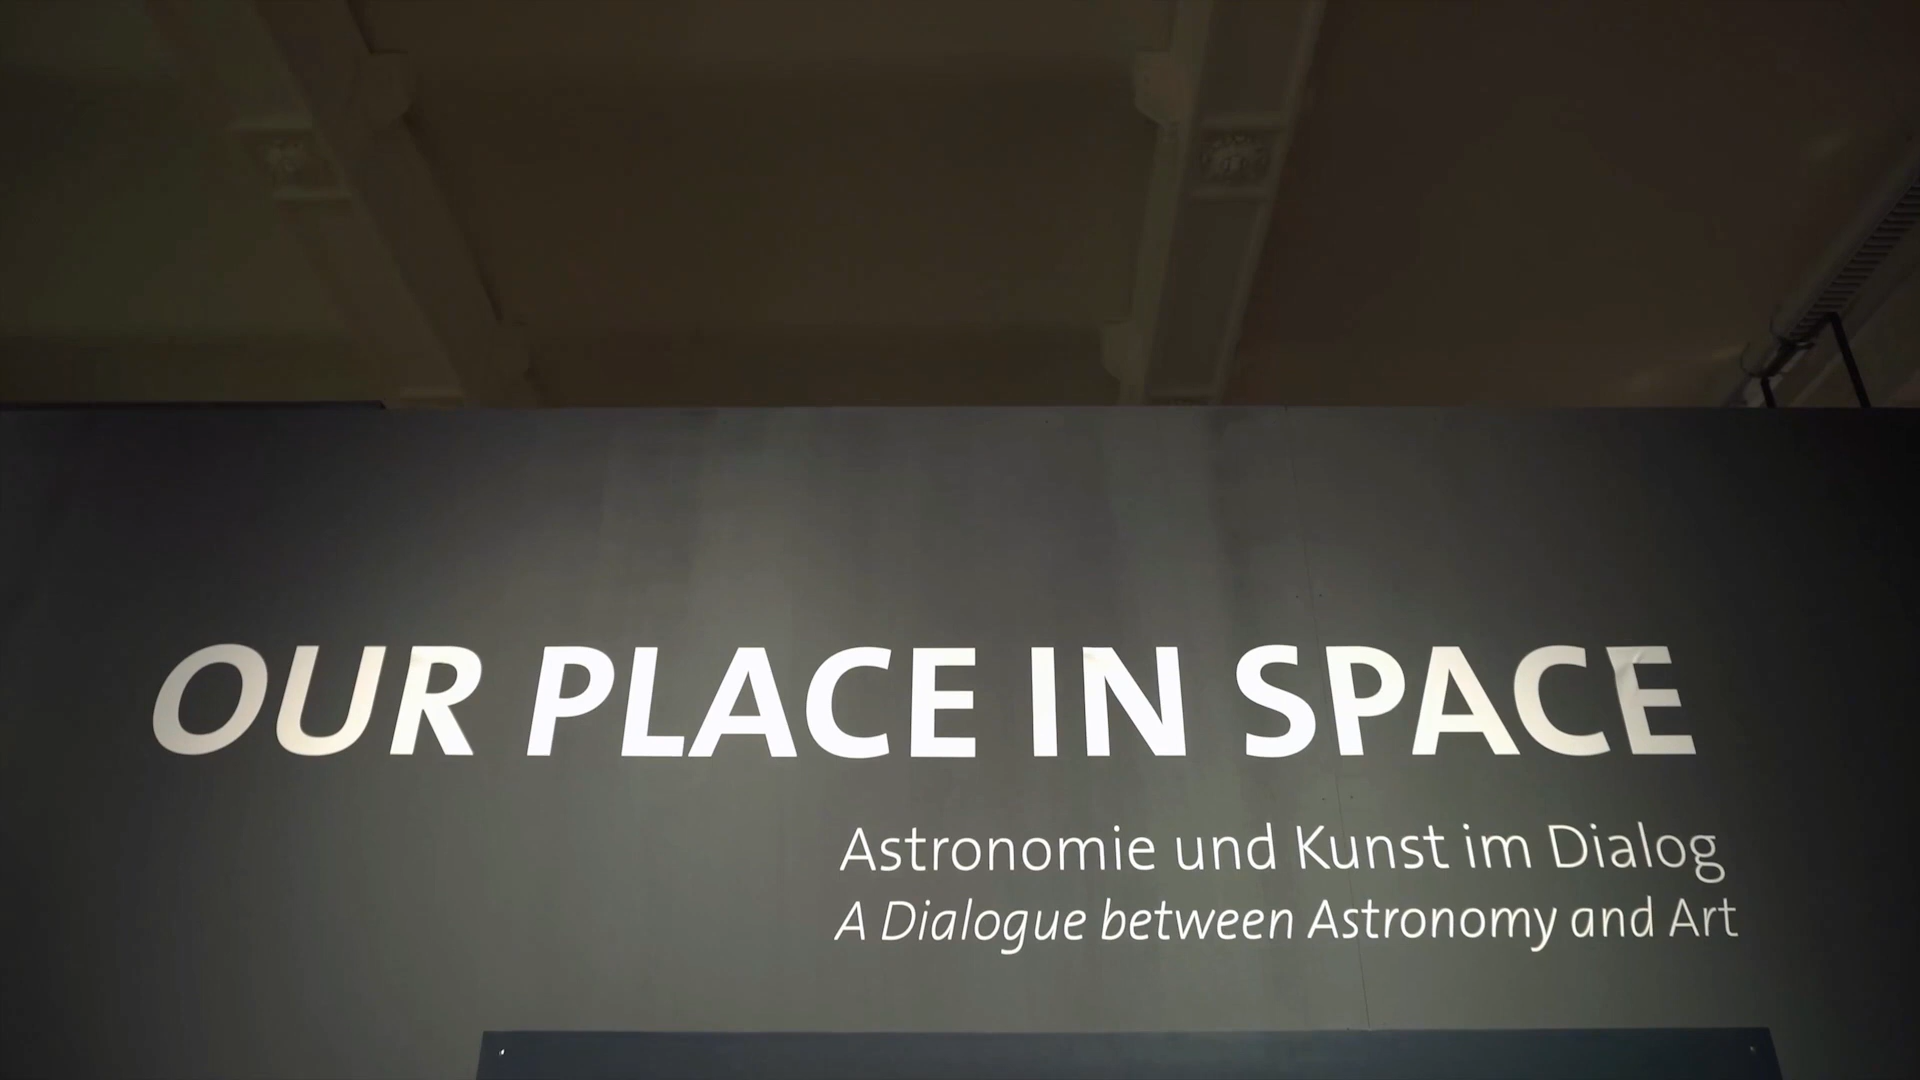 OUR PLACE IN SPACE
Astronomie und Kunst im Dialog
A Dialogue between Astronomy and Art